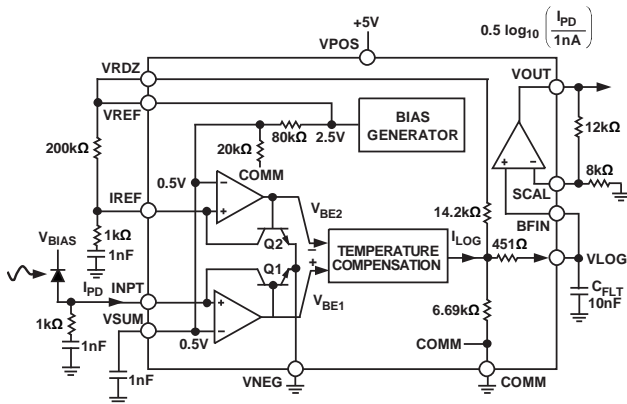 +5V
0.5 log10 (IPD / 1nA)
VPOS
VRDZ
VOUT
VREF
BIAS
GENERATOR
80kΩ
2.5V
20kΩ
COMM
200kΩ
0.5V
12kΩ
8kΩ
SCAL
BFIN
IREF
VBE2
14.2kΩ
1kΩ
1nF
Q2
ILOG
451Ω
VLOG
VBIAS
TEMPERATURE
COMPENSATION
Q1
IPD
INPT
VBE1
CFLT
10nF
6.69kΩ
1kΩ
VSUM
0.5V
COMM
1nF
1nF
VNEG
COMM